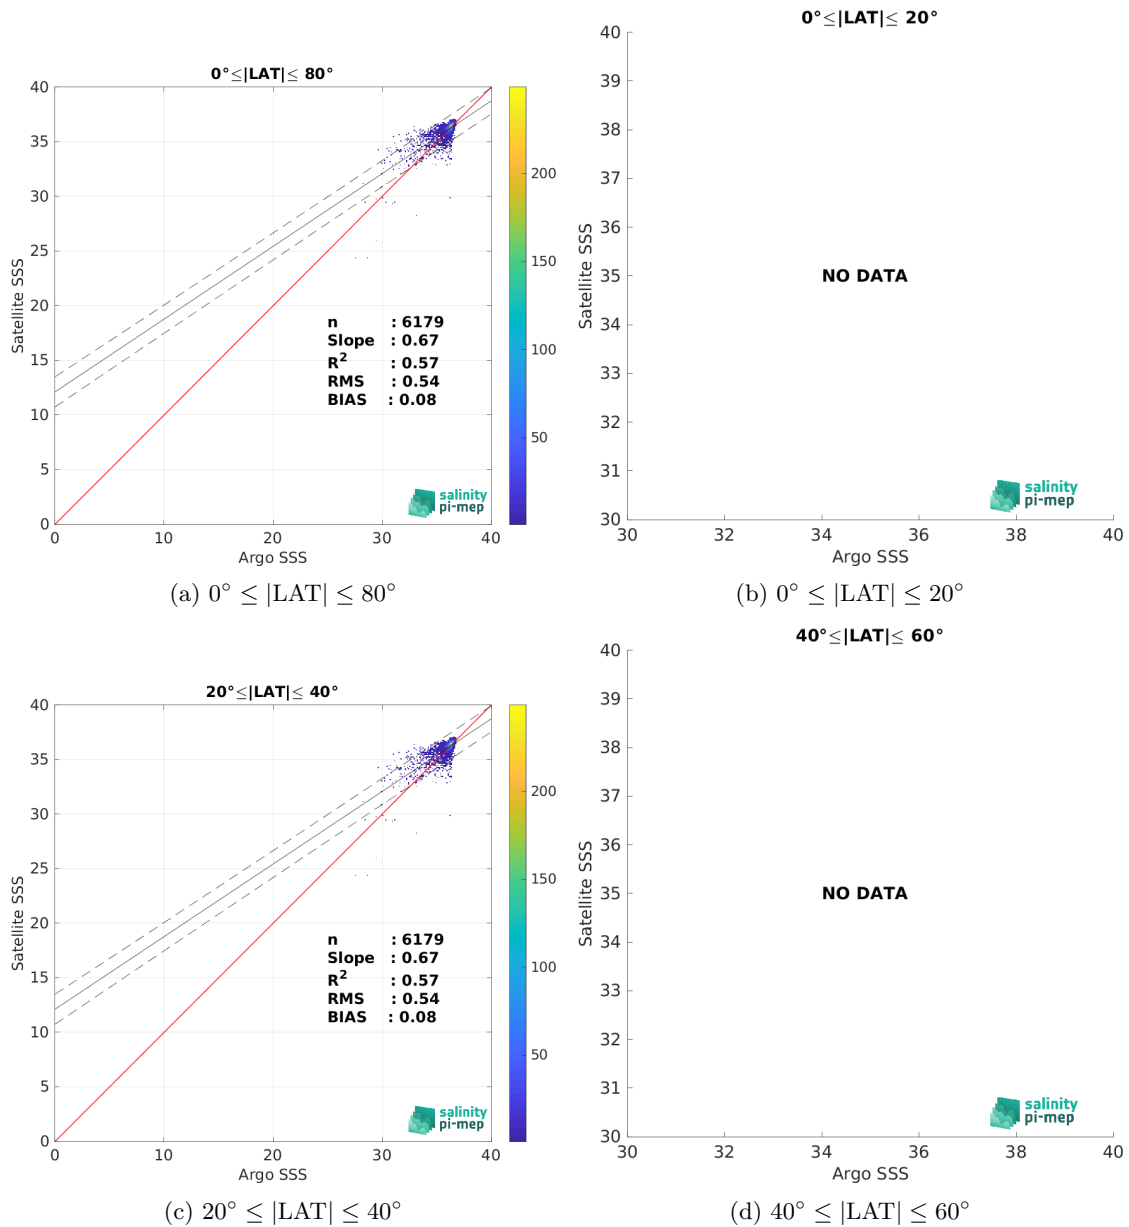 0°≤|LAT|≤ 80°
40
35
30
25
20
15
10
5
0
0
10
20
30
40
Satellite SSS
Argo SSS
n : 6179
Slope : 0.67
R² : 0.57
RMS : 0.54
BIAS : 0.08
salinity
pi-mep
200
150
100
50
(a) 0° ≤ |LAT| ≤ 80°
0°≤|LAT|≤ 20°
40
39
38
37
36
35
34
33
32
31
30
30
32
34
36
38
40
Satellite SSS
Argo SSS
NO DATA
salinity
pi-mep
(b) 0° ≤ |LAT| ≤ 20°
20°≤|LAT|≤ 40°
40
35
30
25
20
15
10
5
0
0
10
20
30
40
Satellite SSS
Argo SSS
n : 6179
Slope : 0.67
R² : 0.57
RMS : 0.54
BIAS : 0.08
salinity
pi-mep
200
150
100
50
(c) 20° ≤ |LAT| ≤ 40°
40°≤|LAT|≤ 60°
40
39
38
37
36
35
34
33
32
31
30
30
32
34
36
38
40
Satellite SSS
Argo SSS
NO DATA
salinity
pi-mep
(d) 40° ≤ |LAT| ≤ 60°